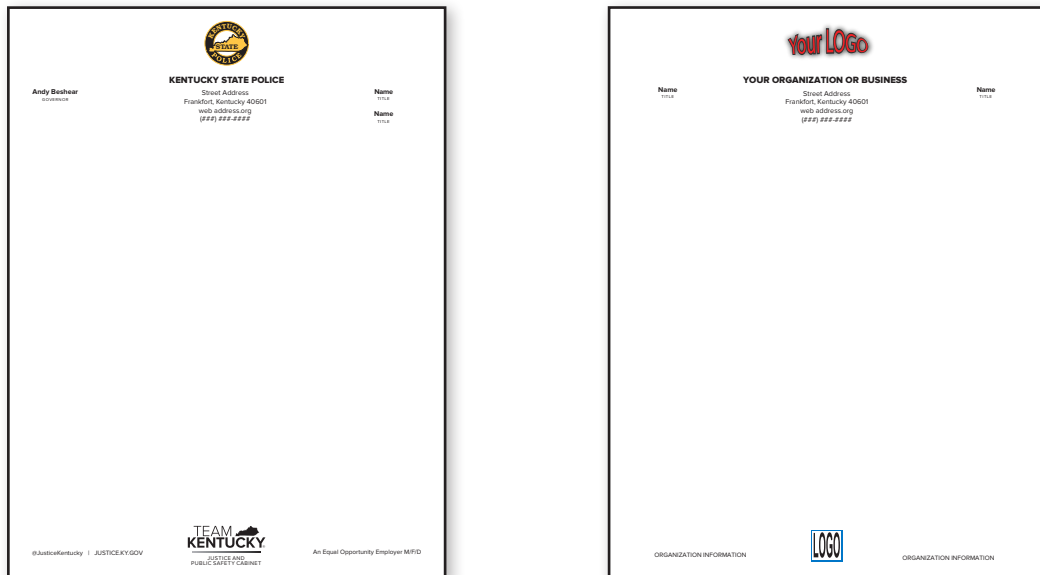 KENTUCKY
STATE
POLICE
KENTUCKY STATE POLICE
Andy Beshear
GOVERNOR
Street Address
Frankfort, Kentucky 40601
web address.org
(###) ###-####
Name
TITLE
Name
TITLE
@JusticeKentucky | JUSTICE.KY.GOV
TEAM
KENTUCKY
JUSTICE AND
PUBLIC SAFETY CABINET
An Equal Opportunity Employer M/F/D
Your LOGO
YOUR ORGANIZATION OR BUSINESS
Name
TITLE
Street Address
Frankfort, Kentucky 40601
web address.org
(###) ###-####
Name
TITLE
ORGANIZATION INFORMATION
LOGO
ORGANIZATION INFORMATION